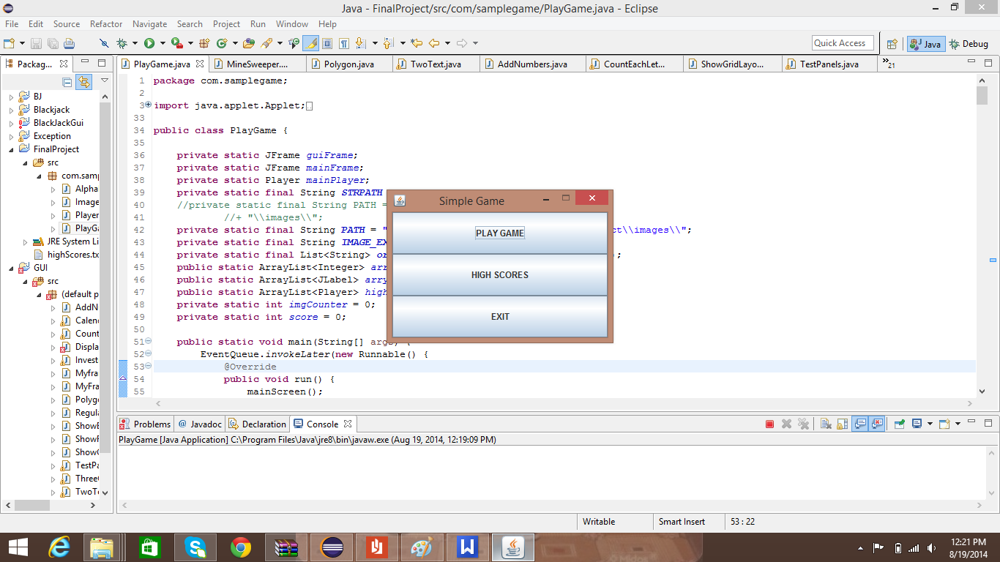 Java - FinalProject/src/com/samplegame/PlayGame.java - Eclipse
File Edit Source Refactor Navigate Search Project Run Window Help
Quick Access
Java
Debug
Packag...
PlayGame.java
MineSweeper....
Polygon.java
TwoText.java
AddNumbers.java
CountEachLet...
ShowGridLayo...
TestPanels.java
»21
BJ
Blackjack
BlackJackGui
Exception
FinalProject
src
com.samp
Alpha
Image
Player
PlayGa
JRE System Li
highScores.tx
GUI
src
(default p
AddN
Calen
Count
Displa
Invest
Myfra
MyFra
Polygo
Regula
ShowB
ShowF
ShowG
TestPa
Three
TwoTe
1 package com.samplegame;
2
3 import java.applet.Applet;
33
34 public class PlayGame {
35
36 private static JFrame guiFrame;
37 private static JFrame mainFrame;
38 private static Player mainPlayer;
39 private static final String STRPATH
40 //private static final String PATH =
41 //+ "\\images\\";
42 private static final String PATH = " ct\\images\\";
43 private static final String IMAGE_EX
44 private static final List<String> or ;
45 public static ArrayList<Integer> arr
46 public static ArrayList<JLabel> arry
47 public static ArrayList<Player> high
48 private static int imgCounter = 0;
49 private static int score = 0;
50
51 public static void main(String[] args) {
52 EventQueue.invokeLater(new Runnable() {
53 @Override
54 public void run() {
55 mainScreen();
Simple Game
PLAY GAME
HIGH SCORES
EXIT
Problems
@ Javadoc
Declaration
Console
PlayGame [Java Application] C:\Program Files\Java\jre8\bin\javaw.exe (Aug 19, 2014, 12:19:09 PM)
Writable
Smart Insert
53 : 22
12:21 PM
8/19/2014